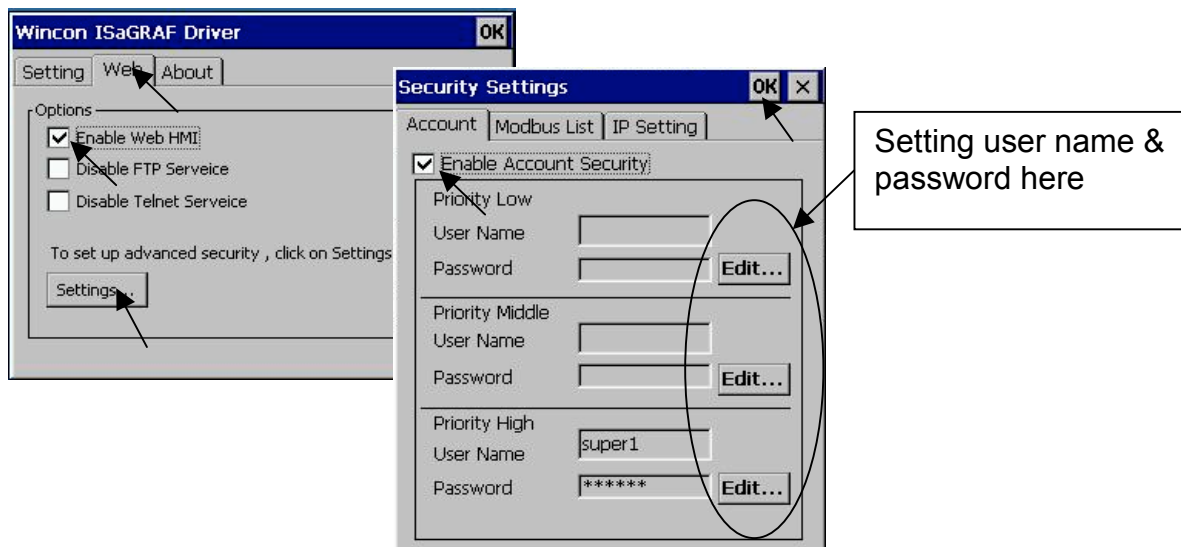 Wincon ISaGRAF Driver OK
Setting Web About
Options
Enable Web HMI
Disable FTP Serveice
Disable Telnet Serveice
To set up advanced security , click on Settings
Settings...
Security Settings OK ×
Account Modbus List IP Setting
Enable Account Security
Priority Low
User Name
Password Edit...
Priority Middle
User Name
Password Edit...
Priority High
User Name super1
Password ****** Edit...
Setting user name &
password here